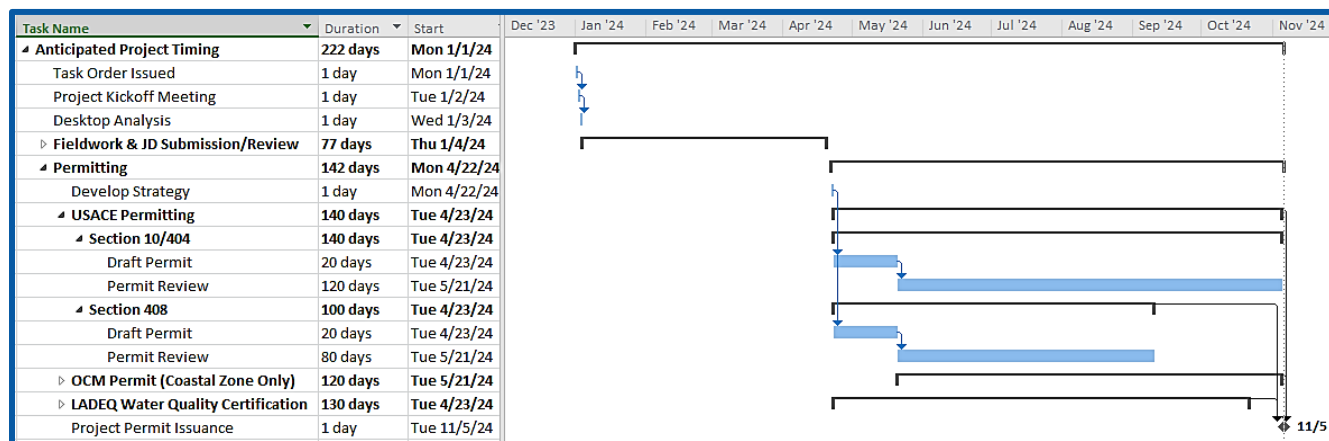 Task Name Duration Start Dec '23 Jan '24 Feb '24 Mar '24 Apr '24 May '24 Jun '24 Jul '24 Aug '24 Sep '24 Oct '24 Nov '24
Anticipated Project Timing 222 days Mon 1/1/24
Task Order Issued 1 day Mon 1/1/24
Project Kickoff Meeting 1 day Tue 1/2/24
Desktop Analysis 1 day Wed 1/3/24
Fieldwork & JD Submission/Review 77 days Thu 1/4/24
Permitting 142 days Mon 4/22/24
Develop Strategy 1 day Mon 4/22/24
USACE Permitting 140 days Tue 4/23/24
Section 10/404 140 days Tue 4/23/24
Draft Permit 20 days Tue 4/23/24
Permit Review 120 days Tue 5/21/24
Section 408 100 days Tue 4/23/24
Draft Permit 20 days Tue 4/23/24
Permit Review 80 days Tue 5/21/24
OCM Permit (Coastal Zone Only) 120 days Tue 5/21/24
LADEQ Water Quality Certification 130 days Tue 4/23/24
Project Permit Issuance 1 day Tue 11/5/24 11/5